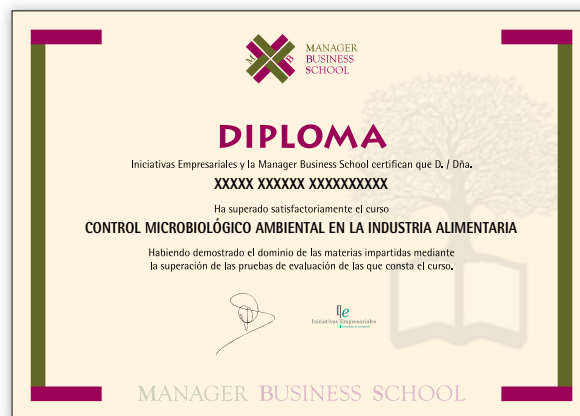 M B
MANAGER
BUSINESS
SCHOOL
DIPLOMA
Iniciativas Empresariales y la Manager Business School certifican que D. / Dña.
XXXXX XXXXXX XXXXXXXXXX
Ha superado satisfactoriamente el curso
CONTROL MICROBIOLÓGICO AMBIENTAL EN LA INDUSTRIA ALIMENTARIA
Habiendo demostrado el dominio de las materias impartidas mediante
la superación de las pruebas de evaluación de las que consta el curso.
Ie
Iniciativas Empresariales
MANAGER BUSINESS SCHOOL